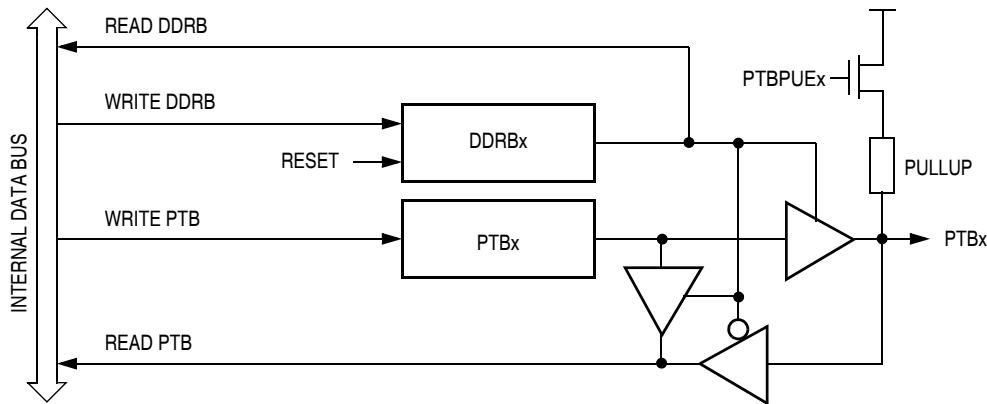 READ DDRB
PTBPUEx
WRITE DDRB
DDRBx
RESET
PULLUP
WRITE PTB
PTBx
PTBx
INTERNAL DATA BUS
READ PTB